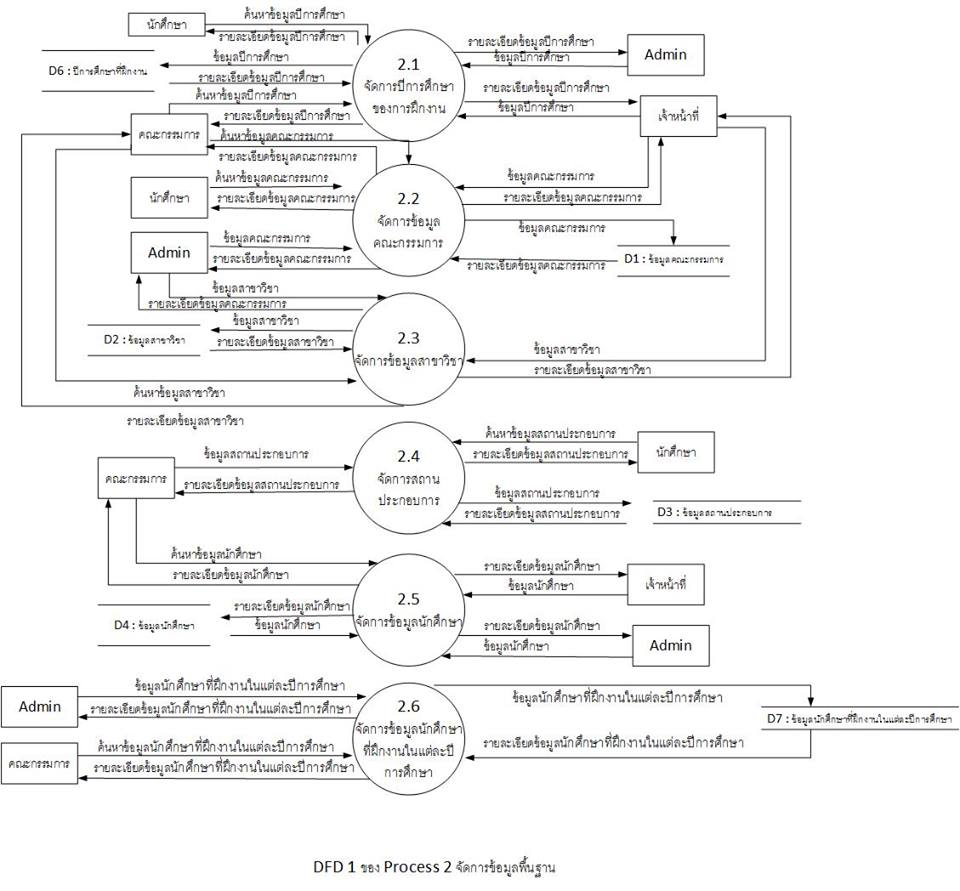 นักศึกษา
ค้นหาข้อมูลปีการศึกษา
รายละเอียดข้อมูลปีการศึกษา
D6 : ปีการศึกษาที่ฝึกงาน
ข้อมูลปีการศึกษา
รายละเอียดข้อมูลปีการศึกษา
2.1
จัดการปีการศึกษา
ของการฝึกงาน
รายละเอียดข้อมูลปีการศึกษา
ข้อมูลปีการศึกษา
Admin
ค้นหาข้อมูลปีการศึกษา
รายละเอียดข้อมูลปีการศึกษา
คณะกรรมการ
รายละเอียดข้อมูลปีการศึกษา
ข้อมูลปีการศึกษา
เจ้าหน้าที่
ค้นหาข้อมูลคณะกรรมการ
รายละเอียดข้อมูลคณะกรรมการ
นักศึกษา
ค้นหาข้อมูลคณะกรรมการ
รายละเอียดข้อมูลคณะกรรมการ
2.2
จัดการข้อมูล
คณะกรรมการ
ข้อมูลคณะกรรมการ
รายละเอียดข้อมูลคณะกรรมการ
ข้อมูลคณะกรรมการ
รายละเอียดข้อมูลคณะกรรมการ
D1 : ข้อมูลคณะกรรมการ
Admin
ข้อมูลคณะกรรมการ
รายละเอียดข้อมูลคณะกรรมการ
ข้อมูลสาขาวิชา
รายละเอียดข้อมูลคณะกรรมการ
D2 : ข้อมูลสาขาวิชา
ข้อมูลสาขาวิชา
รายละเอียดข้อมูลสาขาวิชา
2.3
จัดการข้อมูลสาขาวิชา
ข้อมูลสาขาวิชา
รายละเอียดข้อมูลสาขาวิชา
ค้นหาข้อมูลสาขาวิชา
รายละเอียดข้อมูลสาขาวิชา
คณะกรรมการ
ข้อมูลสถานประกอบการ
รายละเอียดข้อมูลสถานประกอบการ
2.4
จัดการสถาน
ประกอบการ
ค้นหาข้อมูลสถานประกอบการ
รายละเอียดข้อมูลสถานประกอบการ
นักศึกษา
ข้อมูลสถานประกอบการ
รายละเอียดข้อมูลสถานประกอบการ
D3 : ข้อมูลสถานประกอบการ
ค้นหาข้อมูลนักศึกษา
รายละเอียดข้อมูลนักศึกษา
D4 : ข้อมูลนักศึกษา
รายละเอียดข้อมูลนักศึกษา
ข้อมูลนักศึกษา
2.5
จัดการข้อมูลนักศึกษา
รายละเอียดข้อมูลนักศึกษา
ข้อมูลนักศึกษา
เจ้าหน้าที่
รายละเอียดข้อมูลนักศึกษา
ข้อมูลนักศึกษา
Admin
Admin
ข้อมูลนักศึกษาที่ฝึกงานในแต่ละปีการศึกษา
รายละเอียดข้อมูลนักศึกษาที่ฝึกงานในแต่ละปีการศึกษา
คณะกรรมการ
ค้นหาข้อมูลนักศึกษาที่ฝึกงานในแต่ละปีการศึกษา
รายละเอียดข้อมูลนักศึกษาที่ฝึกงานในแต่ละปีการศึกษา
2.6
จัดการข้อมูลนักศึกษา
ที่ฝึกงานในแต่ละปี
การศึกษา
ข้อมูลนักศึกษาที่ฝึกงานในแต่ละปีการศึกษา
D7 : ข้อมูลนักศึกษาที่ฝึกงานในแต่ละปีการศึกษา
รายละเอียดข้อมูลนักศึกษาที่ฝึกงานในแต่ละปีการศึกษา
DFD 1 ของ Process 2 จัดการข้อมูลพื้นฐาน